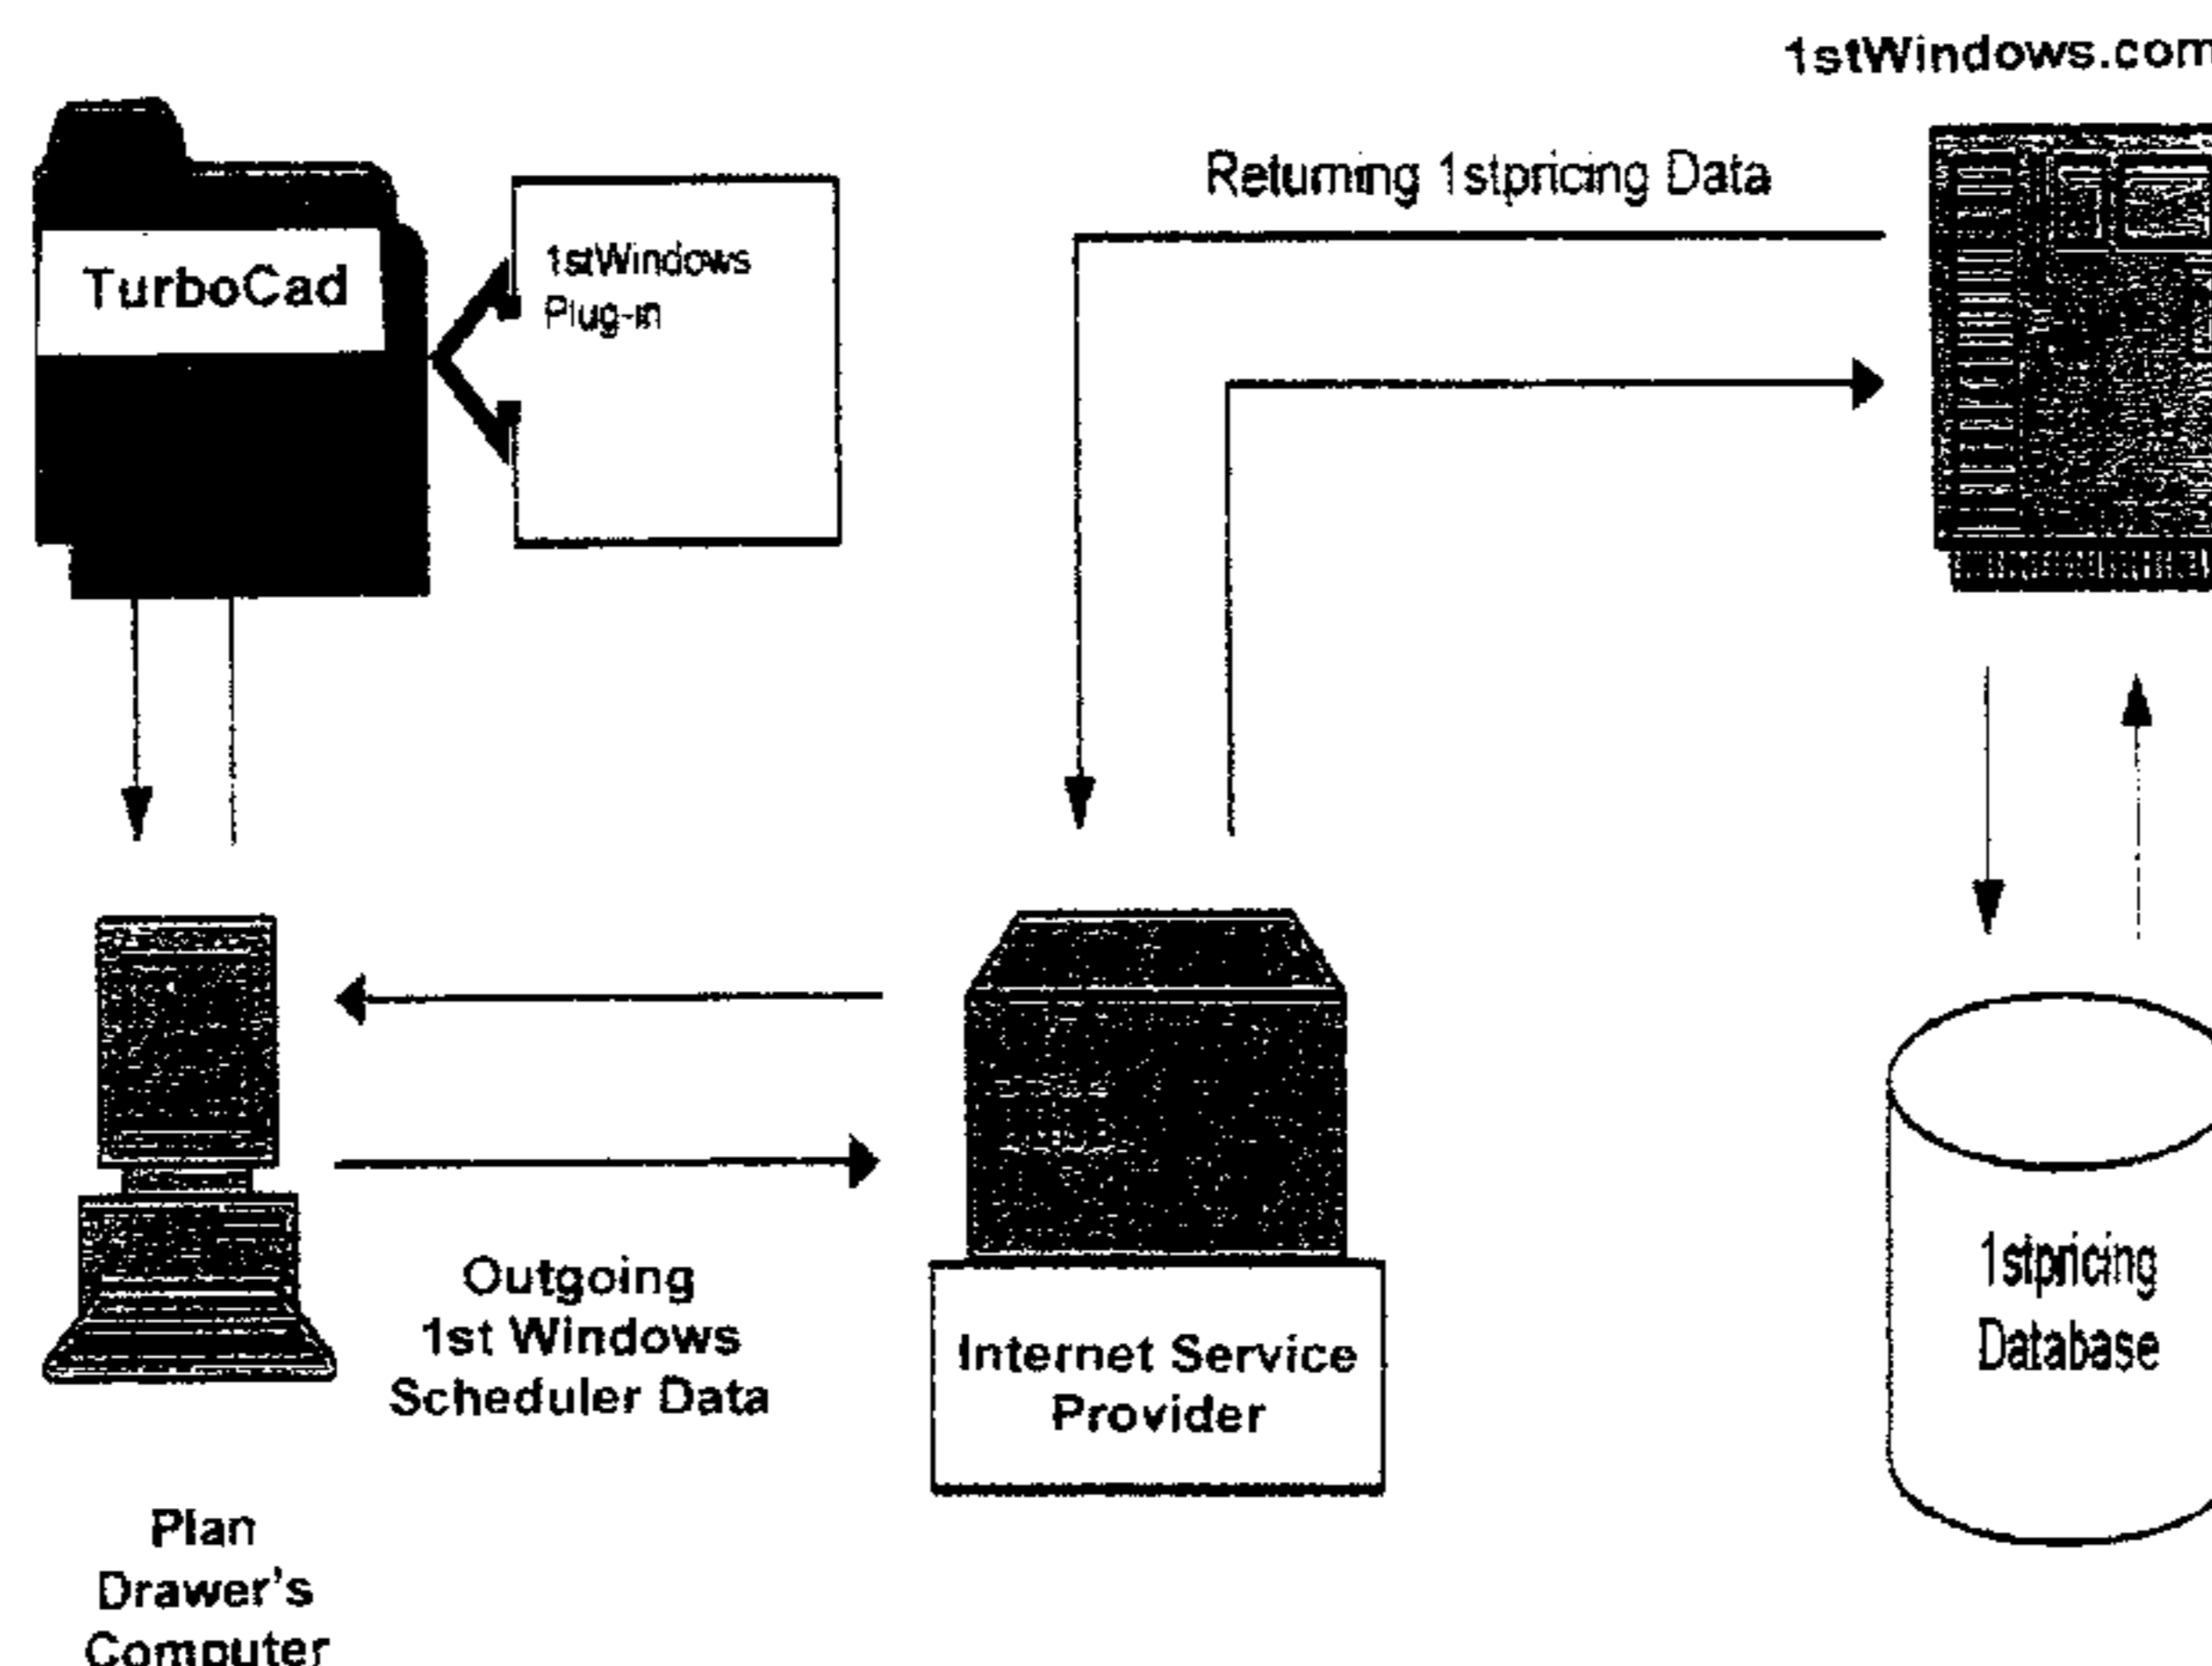 1stWindows.com
Returning 1stpricing Data
TurboCad
1stWindows
Plug-in
Outgoing
1st Windows
Scheduler Data
Internet Service
Provider
1stpricing
Database
Plan
Drawer's
Computer